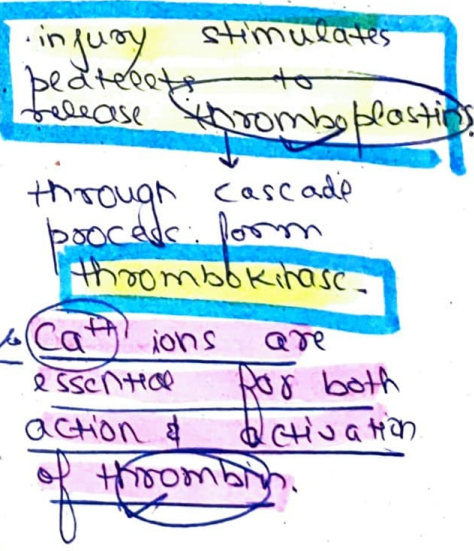 injury stimulates
pedtelets to
release thromboplastins
through cascade
process: form
thrombokinase.
Ca++ ions are
essential for both
action & activation
of thrombin.